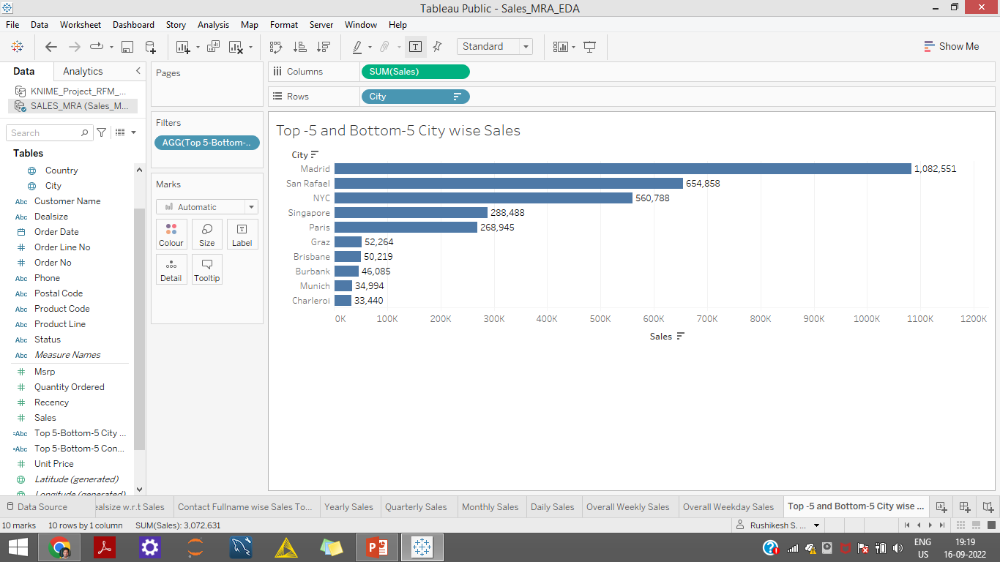 Tableau Public - Sales_MRA_EDA
File Data Worksheet Dashboard Story Analysis Map Format Server Window Help
Standard
Show Me
Data Analytics
KNIME_Project_RFM_...
SALES_MRA (Sales_M...
Search
Tables
Country
City
Abc Customer Name
Abc Dealsize
Order Date
# Order Line No
# Order No
Abc Phone
Abc Postal Code
Abc Product Code
Abc Product Line
Abc Status
Abc Measure Names
# Msrp
# Quantity Ordered
# Recency
# Sales
=Abc Top 5-Bottom-5 City ...
=Abc Top 5-Bottom-5 Con...
# Unit Price
Latitude (generated)
Longitude (generated)
Pages
Filters
AGG(Top 5-Bottom-..
Marks
Automatic
Colour Size Label
Detail Tooltip
Columns SUM(Sales)
Rows City
Top -5 and Bottom-5 City wise Sales
City
Madrid 1,082,551
San Rafael 654,858
NYC 560,788
Singapore 288,488
Paris 268,945
Graz 52,264
Brisbane 50,219
Burbank 46,085
Munich 34,994
Charleroi 33,440
0K 100K 200K 300K 400K 500K 600K 700K 800K 900K 1000K 1100K 1200K
Sales
Data Source ealsize w.r.t Sales Contact Fullname wise Sales To... Yearly Sales Quarterly Sales Monthly Sales Daily Sales Overall Weekly Sales Overall Weekday Sales Top -5 and Bottom-5 City wise ...
10 marks 10 rows by 1 column SUM(Sales): 3,072,631
Rushikesh S. ...
ENG 19:19
US 16-09-2022